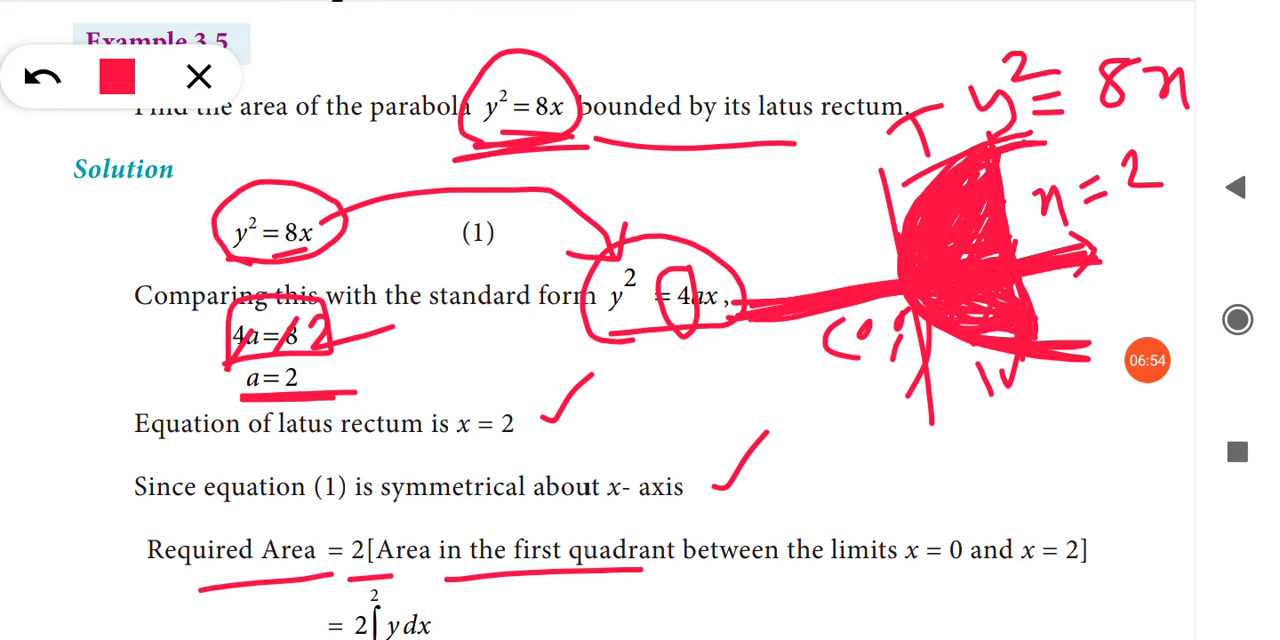 Example 3.5
Find the area of the parabola y² = 8x bounded by its latus rectum.
y² = 8x
Solution
x = 2
y² = 8x (1)
Comparing this with the standard form y² = 4ax,
4a = 8 2
a = 2
IV
06:54
Equation of latus rectum is x = 2
Since equation (1) is symmetrical about x- axis
Required Area = 2[Area in the first quadrant between the limits x = 0 and x = 2]
2
= 2∫ y dx